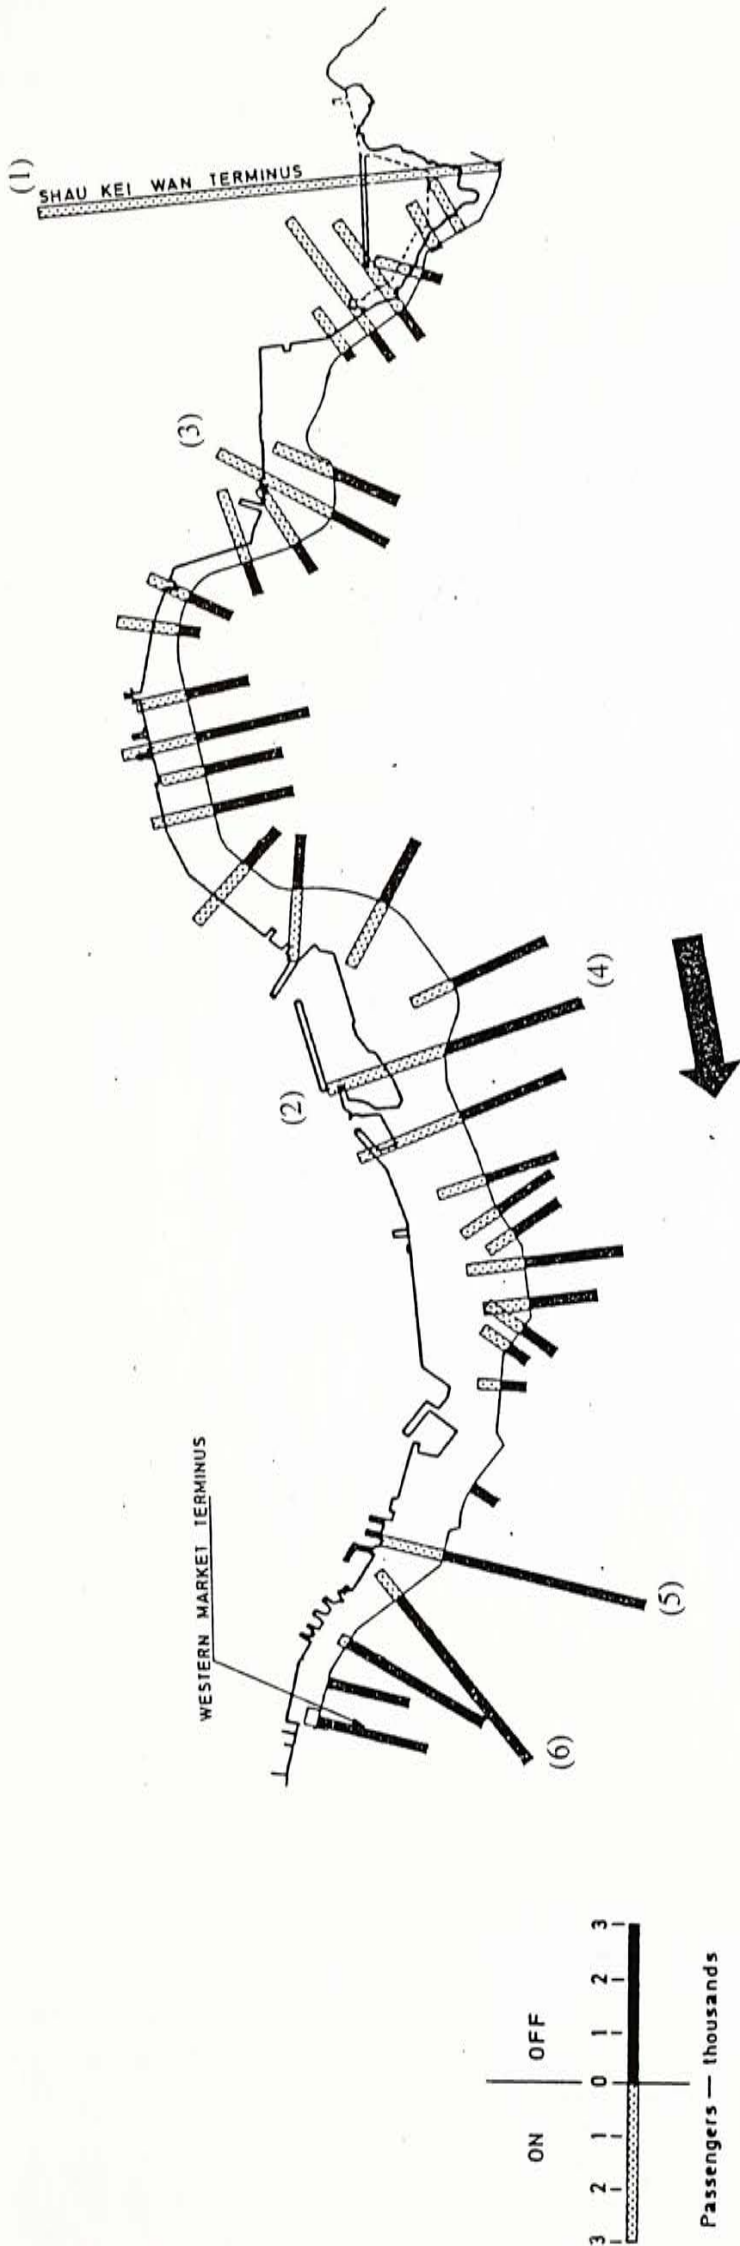 (1)
SHAU KEI WAN TERMINUS
(3)
(2)
(4)
WESTERN MARKET TERMINUS
(5)
(6)
ON OFF
3 2 1 0 1 2 3
Passengers — thousands